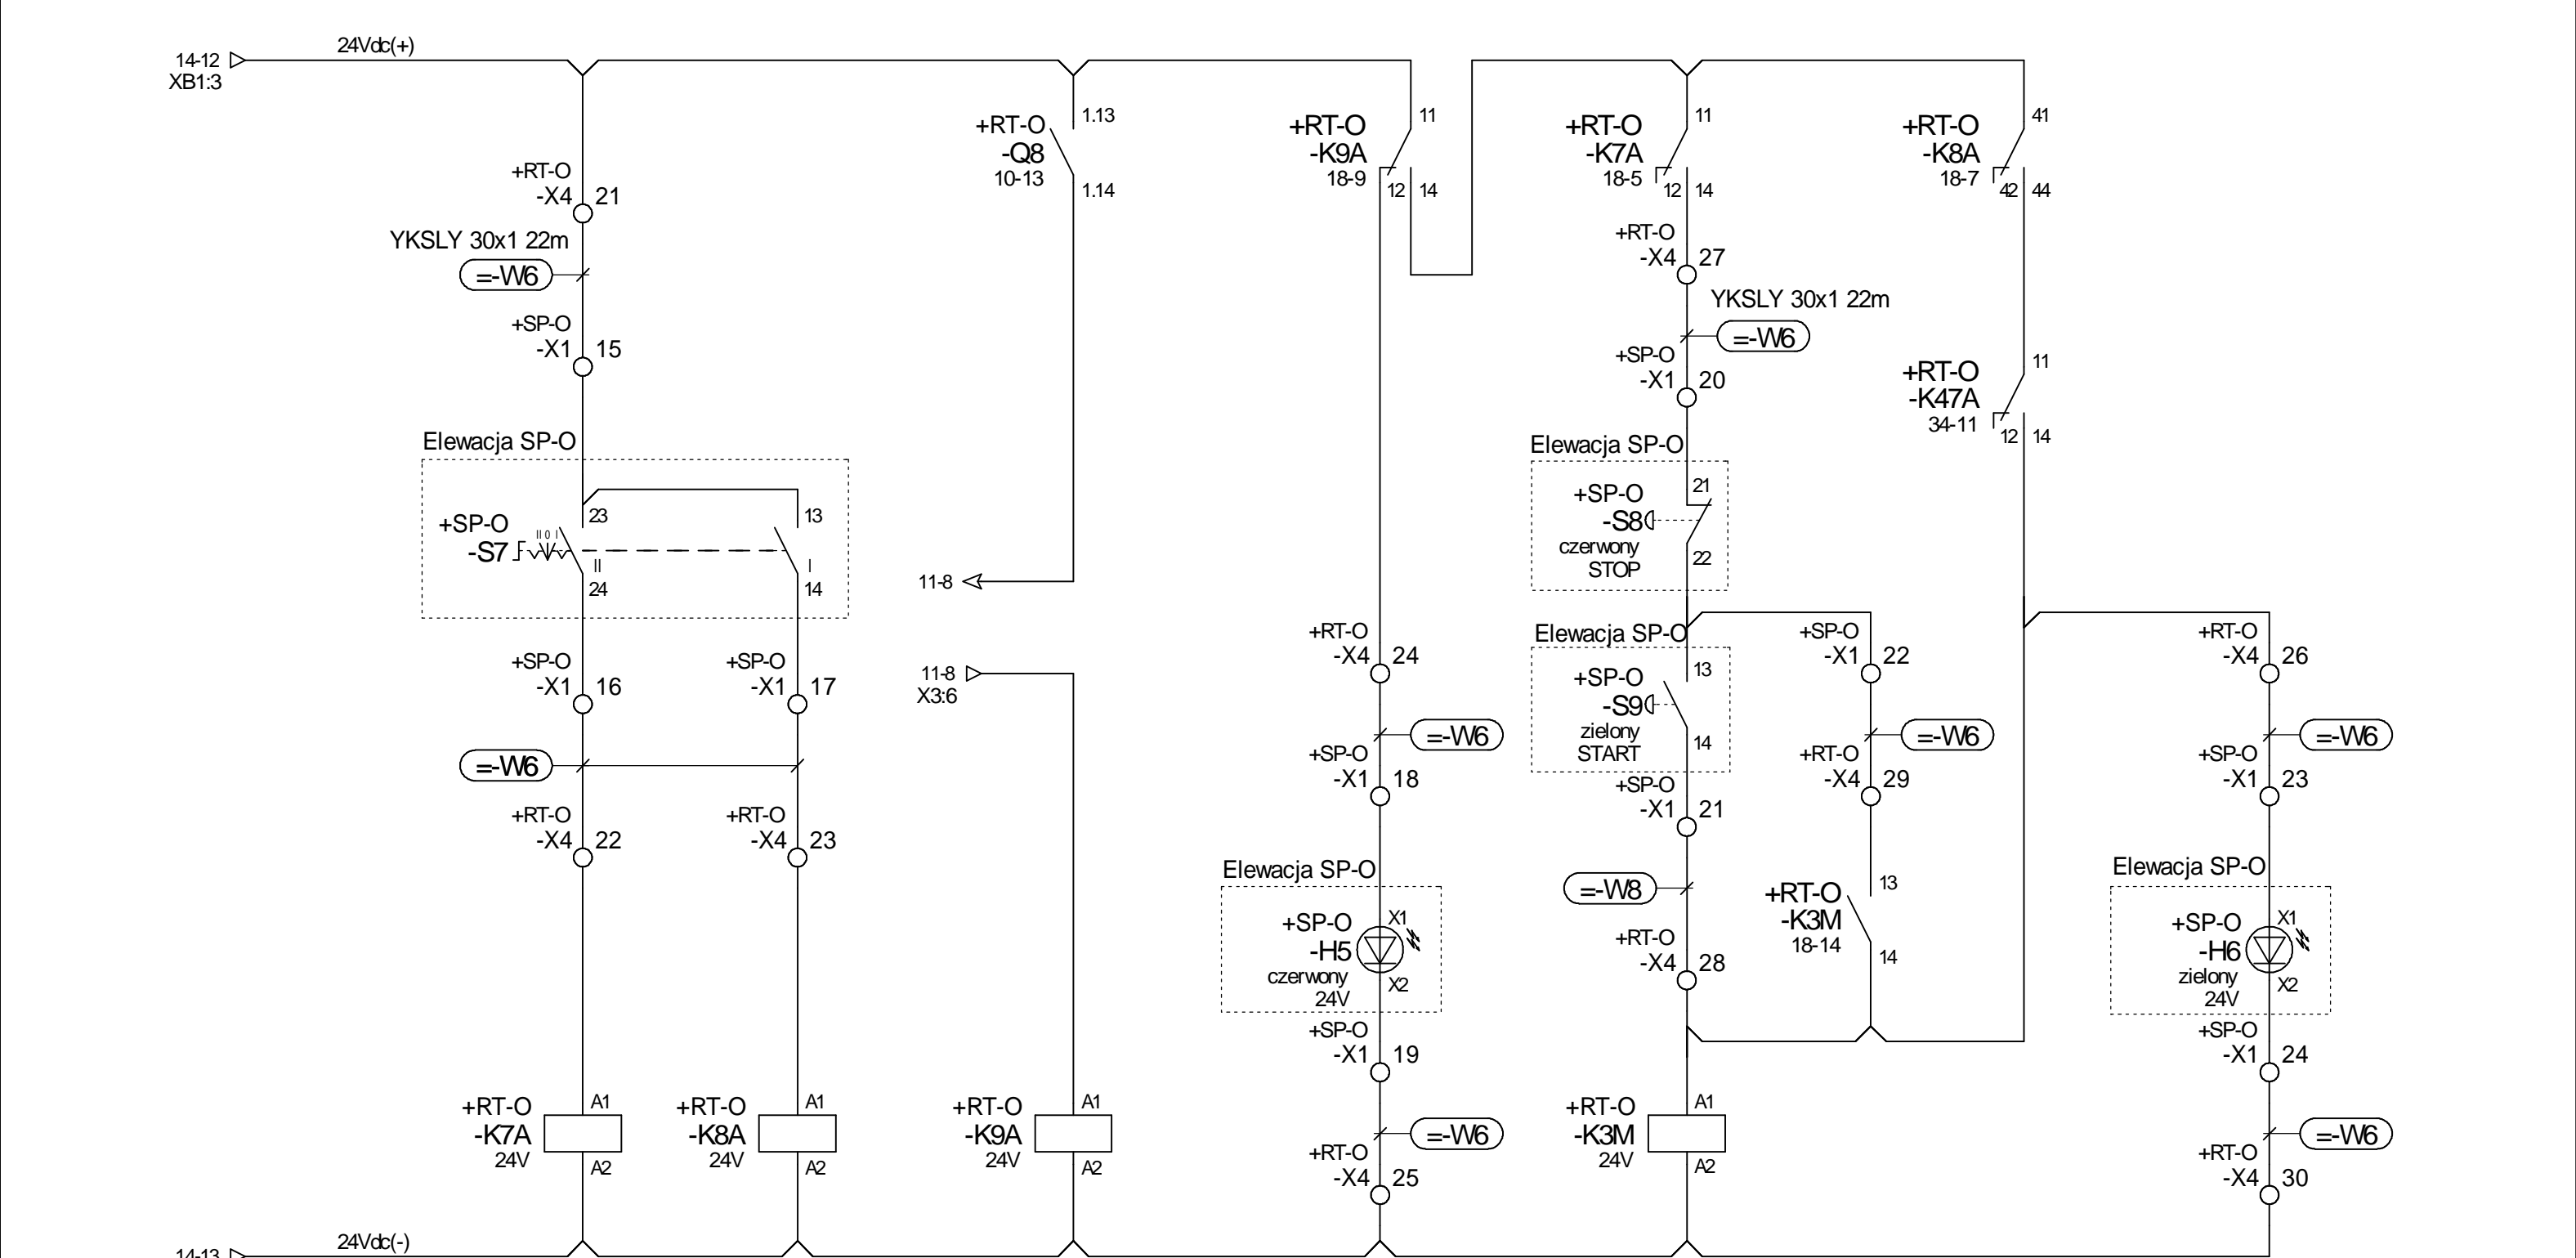 24Vdc(+)
14-12
XB1:3
+RT-O
-X4 21
YKSLY 30x1 22m
=-W6
+SP-O
-X1 15
Elewacja SP-O
23
13
+SP-O
II 0 I
-S7
II
I
24
14
+SP-O
-X1 16
+SP-O
-X1 17
=-W6
+RT-O
-X4 22
+RT-O
-X4 23
+RT-O
-K7A
24V
A1
A2
+RT-O
-K8A
24V
A1
A2
1.13
+RT-O
-Q8
10-13
1.14
11-8
11-8
X3:6
+RT-O
-K9A
24V
A1
A2
11
+RT-O
-K9A
18-9
12 14
+RT-O
-X4 24
=-W6
+SP-O
-X1 18
Elewacja SP-O
+SP-O
-H5
czerwony
24V
X1
X2
+SP-O
-X1 19
=-W6
+RT-O
-X4 25
11
+RT-O
-K7A
18-5
12 14
+RT-O
-X4 27
YKSLY 30x1 22m
=-W6
+SP-O
-X1 20
Elewacja SP-O
21
+SP-O
-S8
czerwony
STOP
22
Elewacja SP-O
13
+SP-O
-S9
zielony
START
14
+SP-O
-X1 21
=-W8
+RT-O
-X4 28
+RT-O
-K3M
24V
A1
A2
+SP-O
-X1 22
=-W6
+RT-O
-X4 29
13
+RT-O
-K3M
18-14
14
41
+RT-O
-K8A
18-7
42 44
11
+RT-O
-K47A
34-11
12 14
+RT-O
-X4 26
=-W6
+SP-O
-X1 23
Elewacja SP-O
+SP-O
-H6
zielony
24V
X1
X2
+SP-O
-X1 24
=-W6
+RT-O
-X4 30
24Vdc(-)
14-13